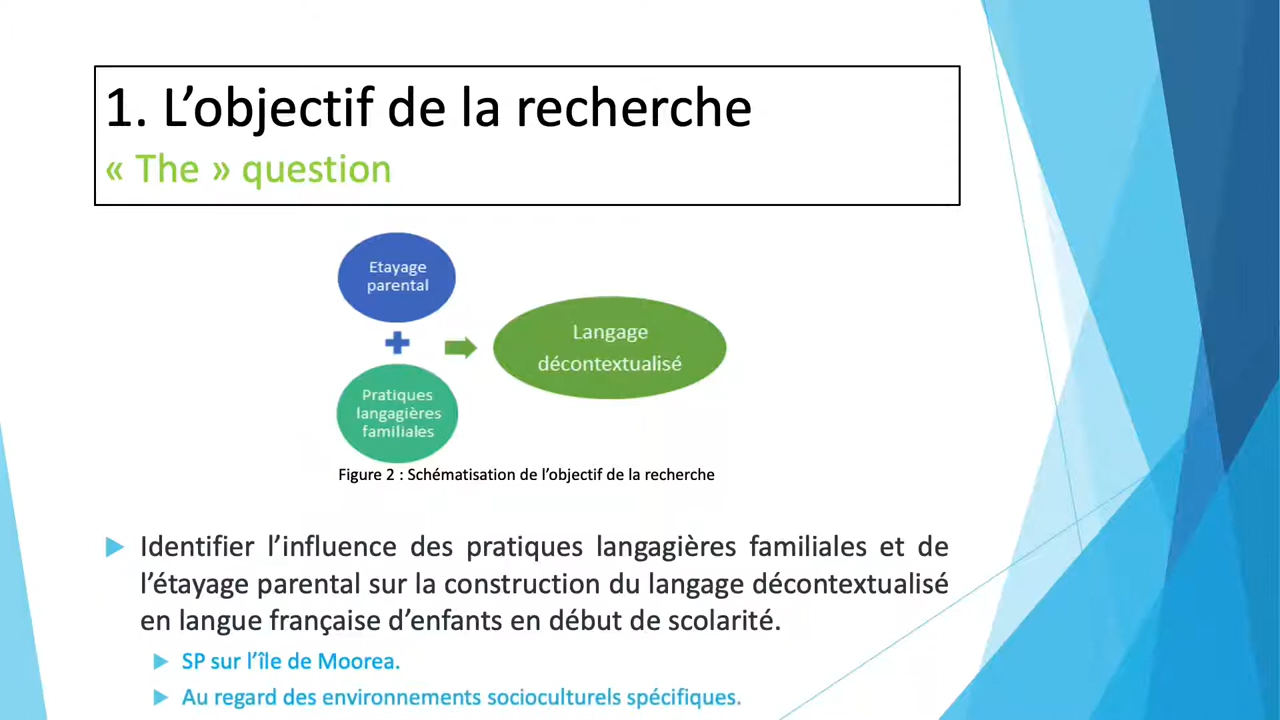 1. L’objectif de la recherche
« The » question
Etayage
parental
Langage
décontextualisé
Pratiques
langagières
familiales
Figure 2 : Schématisation de l’objectif de la recherche
Identifier l’influence des pratiques langagières familiales et de
l’étayage parental sur la construction du langage décontextualisé
en langue française d’enfants en début de scolarité.
SP sur l’île de Moorea.
Au regard des environnements socioculturels spécifiques.